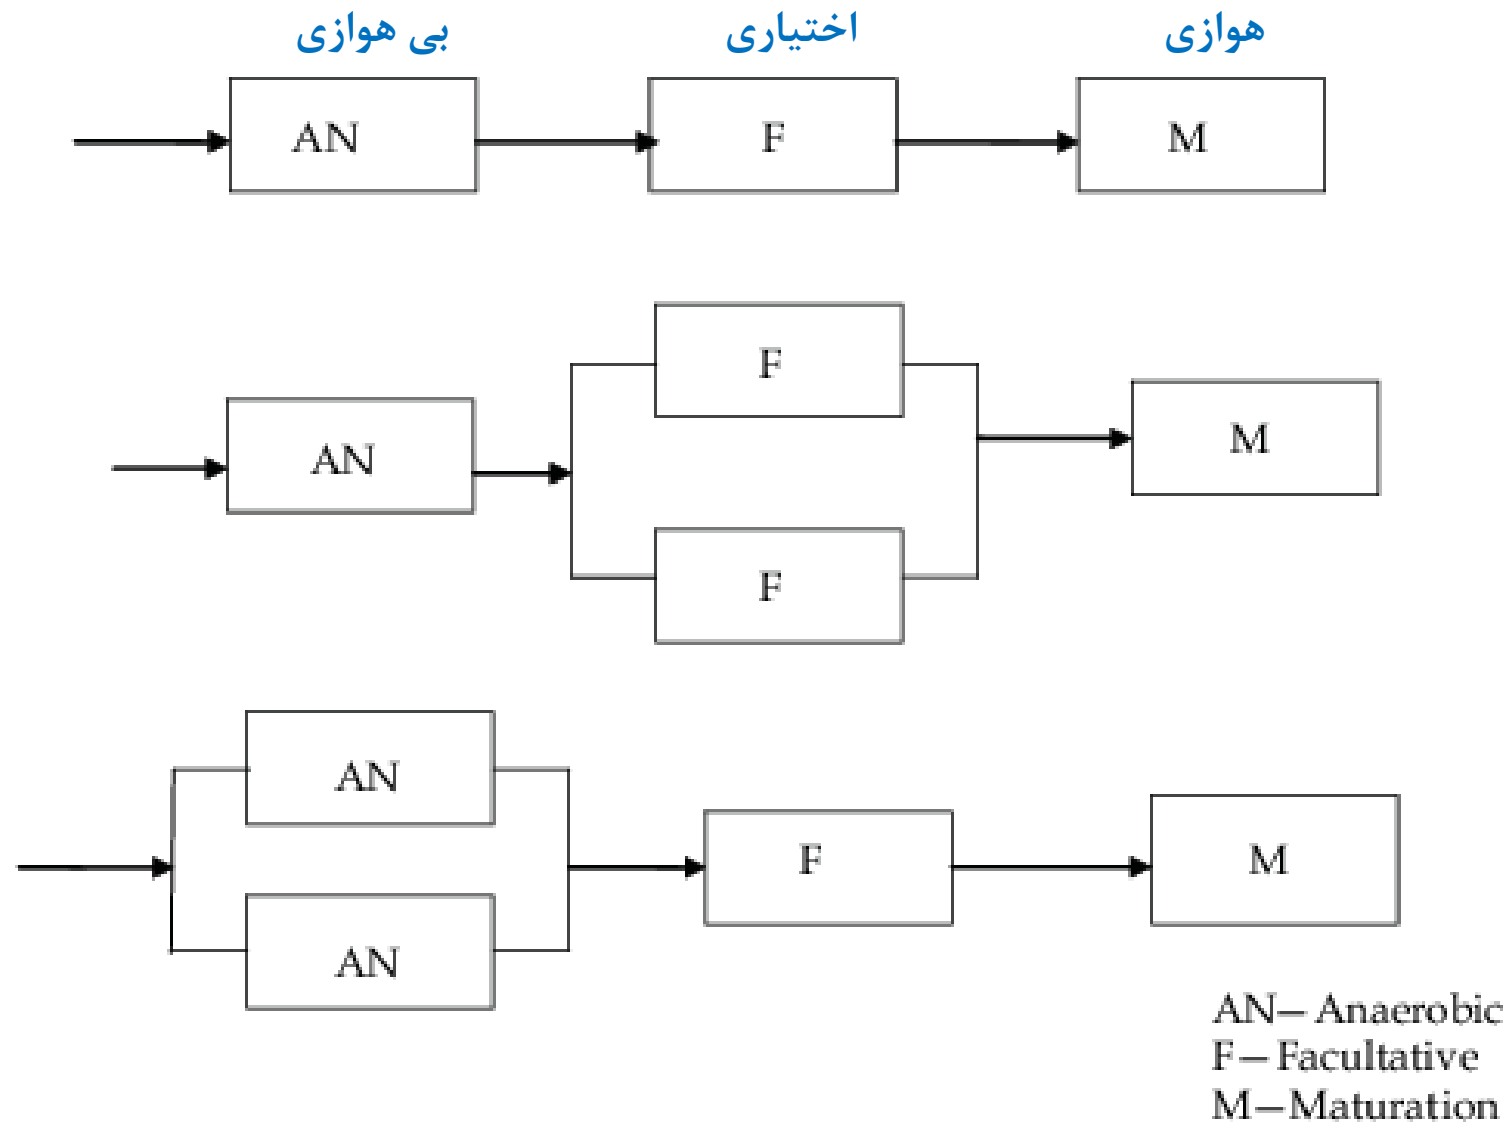 بی هوازی اختیاری هوازی
AN F M
F
AN M
F
AN
F M
AN
AN– Anaerobic
F– Facultative
M–Maturation